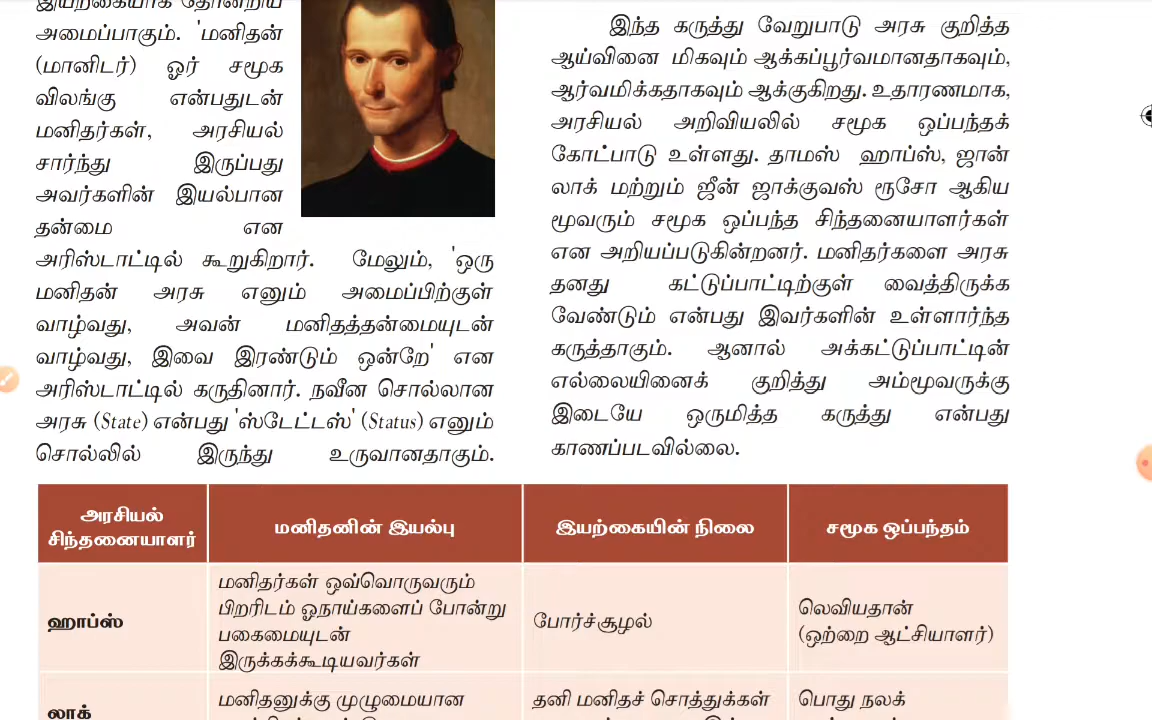 இயற்கையாக தோன்றிய
அமைப்பாகும். 'மனிதன்
(மானிடர்) ஓர் சமூக
விலங்கு என்பதுடன்
மனிதர்கள், அரசியல்
சார்ந்து இருப்பது
அவர்களின் இயல்பான
தன்மை என
அரிஸ்டாட்டில் கூறுகிறார். மேலும், 'ஒரு
மனிதன் அரசு எனும் அமைப்பிற்குள்
வாழ்வது, அவன் மனிதத்தன்மையுடன்
வாழ்வது, இவை இரண்டும் ஒன்றே' என
அரிஸ்டாட்டில் கருதினார். நவீன சொல்லான
அரசு (State) என்பது 'ஸ்டேட்டஸ்' (Status) எனும்
சொல்லில் இருந்து உருவானதாகும்.
இந்த கருத்து வேறுபாடு அரசு குறித்த
ஆய்வினை மிகவும் ஆக்கப்பூர்வமானதாகவும்,
ஆர்வமிக்கதாகவும் ஆக்குகிறது. உதாரணமாக,
அரசியல் அறிவியலில் சமூக ஒப்பந்தக்
கோட்பாடு உள்ளது. தாமஸ் ஹாப்ஸ், ஜான்
லாக் மற்றும் ஜீன் ஜாக்குவஸ் ரூசோ ஆகிய
மூவரும் சமூக ஒப்பந்த சிந்தனையாளர்கள்
என அறியப்படுகின்றனர். மனிதர்களை அரசு
தனது கட்டுப்பாட்டிற்குள் வைத்திருக்க
வேண்டும் என்பது இவர்களின் உள்ளார்ந்த
கருத்தாகும். ஆனால் அக்கட்டுப்பாட்டின்
எல்லையினைக் குறித்து அம்மூவருக்கு
இடையே ஒருமித்த கருத்து என்பது
காணப்படவில்லை.
அரசியல்
சிந்தனையாளர்
மனிதனின் இயல்பு
இயற்கையின் நிலை
சமூக ஒப்பந்தம்
ஹாப்ஸ்
மனிதர்கள் ஒவ்வொருவரும்
பிறரிடம் ஓநாய்களைப் போன்று
பகைமையுடன்
இருக்கக்கூடியவர்கள்
போர்ச்சூழல்
லெவியதான்
(ஒற்றை ஆட்சியாளர்)
லாக்
மனிதனுக்கு முழுமையான
தனி மனிதச் சொத்துக்கள்
பொது நலக்